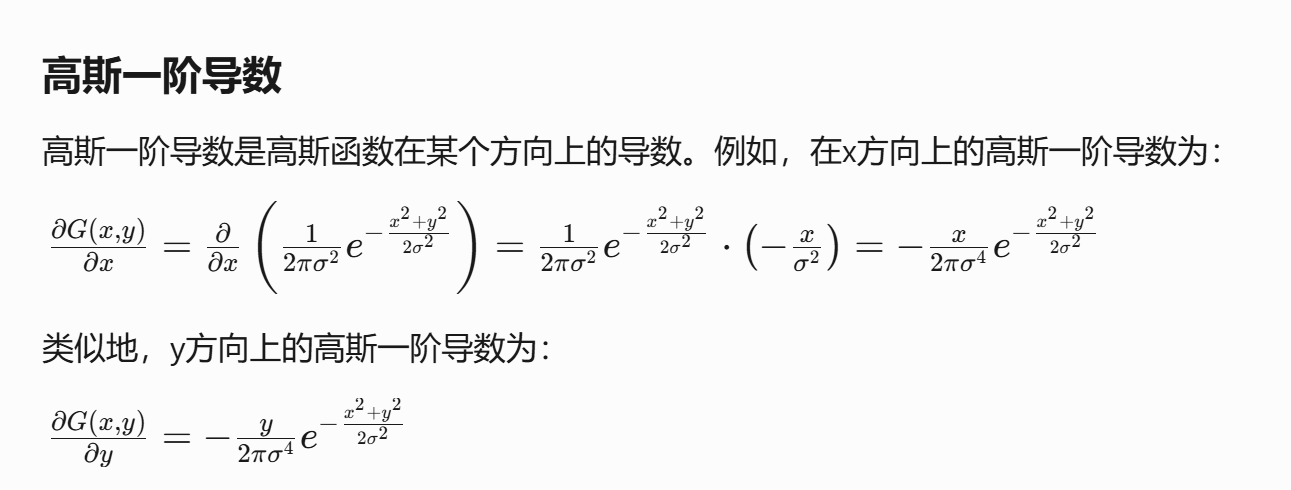 高斯一阶导数
高斯一阶导数是高斯函数在某个方向上的导数。例如，在x方向上的高斯一阶导数为：
$\frac{\partial G(x,y)}{\partial x} = \frac{\partial}{\partial x}\left(\frac{1}{2\pi\sigma^2}e^{-\frac{x^2+y^2}{2\sigma^2}}\right) = \frac{1}{2\pi\sigma^2}e^{-\frac{x^2+y^2}{2\sigma^2}} \cdot \left(-\frac{x}{\sigma^2}\right) = -\frac{x}{2\pi\sigma^4}e^{-\frac{x^2+y^2}{2\sigma^2}}$
类似地，y方向上的高斯一阶导数为：
$\frac{\partial G(x,y)}{\partial y} = -\frac{y}{2\pi\sigma^4}e^{-\frac{x^2+y^2}{2\sigma^2}}$